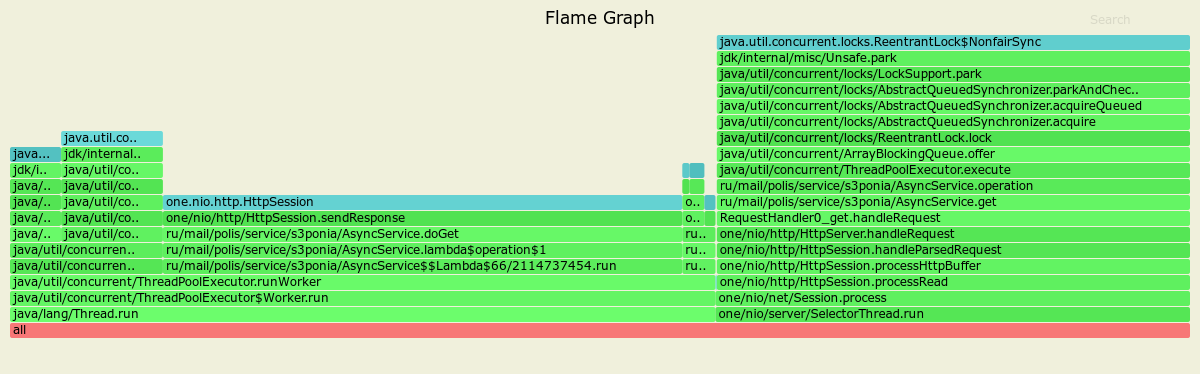 Flame Graph
Search
java.util.concurrent.locks.ReentrantLock$NonfairSync
jdk/internal/misc/Unsafe.park
java/util/concurrent/locks/LockSupport.park
java/util/concurrent/locks/AbstractQueuedSynchronizer.parkAndChec..
java/util/concurrent/locks/AbstractQueuedSynchronizer.acquireQueued
java/util/concurrent/locks/AbstractQueuedSynchronizer.acquire
java.util.co.. java/util/concurrent/locks/ReentrantLock.lock
java... jdk/internal.. java/util/concurrent/ArrayBlockingQueue.offer
jdk/i.. java/util/co.. java/util/concurrent/ThreadPoolExecutor.execute
java/.. java/util/co.. ru/mail/polis/service/s3ponia/AsyncService.operation
java/.. java/util/co.. one.nio.http.HttpSession o.. ru/mail/polis/service/s3ponia/AsyncService.get
java/.. java/util/co.. one/nio/http/HttpSession.sendResponse o.. RequestHandler0_get.handleRequest
java/.. java/util/co.. ru/mail/polis/service/s3ponia/AsyncService.doGet ru.. one/nio/http/HttpServer.handleRequest
java/util/concurren.. ru/mail/polis/service/s3ponia/AsyncService.lambda$operation$1 ru.. one/nio/http/HttpSession.handleParsedRequest
java/util/concurren.. ru/mail/polis/service/s3ponia/AsyncService$$Lambda$66/2114737454.run ru.. one/nio/http/HttpSession.processHttpBuffer
java/util/concurrent/ThreadPoolExecutor.runWorker one/nio/http/HttpSession.processRead
java/util/concurrent/ThreadPoolExecutor$Worker.run one/nio/net/Session.process
java/lang/Thread.run one/nio/server/SelectorThread.run
all